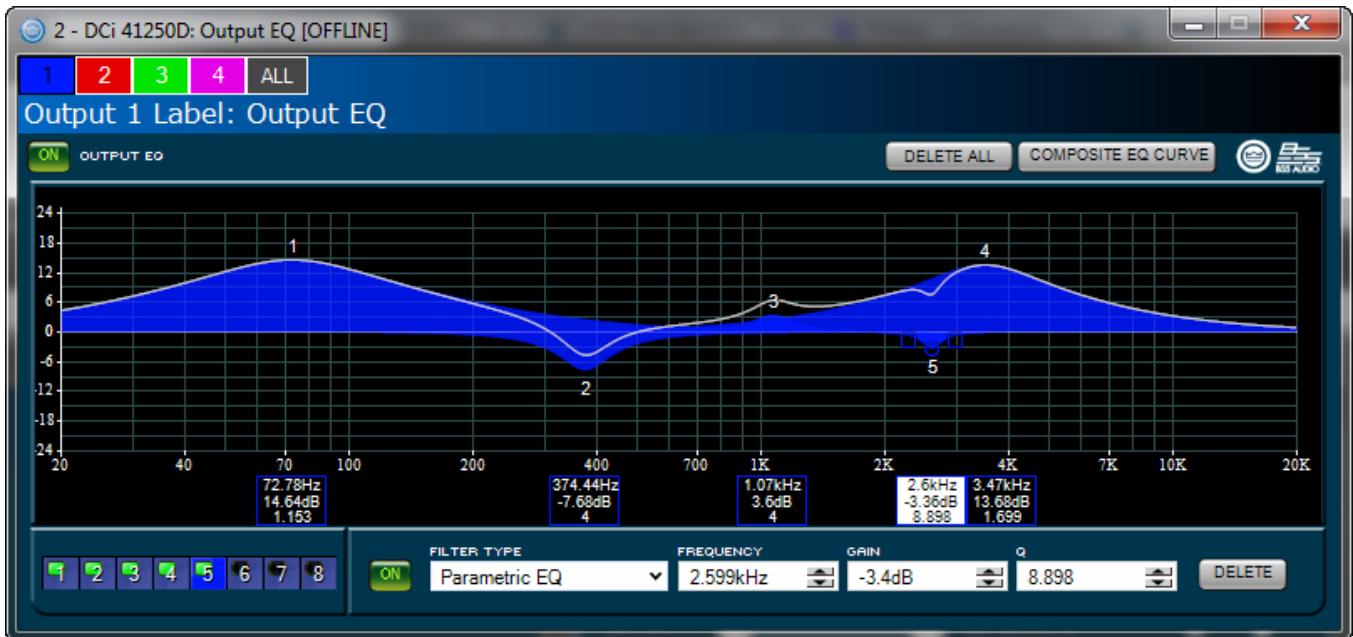 2 - DCi 41250D: Output EQ [OFFLINE]
1 2 3 4 ALL
Output 1 Label: Output EQ
ON OUTPUT EQ DELETE ALL COMPOSITE EQ CURVE BSS AUDIO
24
18
12
6
0
-6
-12
-18
-24
1
4
3
5
2
20 40 70 100 200 400 700 1K 2K 4K 7K 10K 20K
72.78Hz 374.44Hz 1.07kHz 2.6kHz 3.47kHz
14.64dB -7.68dB 3.6dB -3.36dB 13.68dB
1.153 4 4 8.898 1.699
FILTER TYPE FREQUENCY GAIN Q
1 2 3 4 5 6 7 8 ON Parametric EQ 2.599kHz -3.4dB 8.898 DELETE